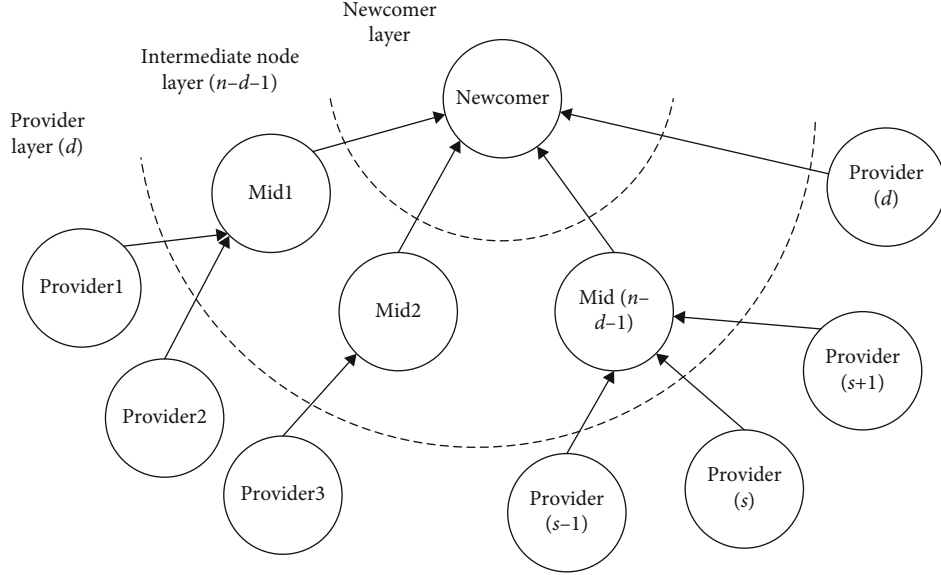 Newcomer
layer
Intermediate node
layer (n–d–1)
Provider
layer (d)
Newcomer
Mid1
Provider
(d)
Provider1
Mid2
Mid (n–
d–1)
Provider
(s+1)
Provider2
Provider3
Provider
(s–1)
Provider
(s)